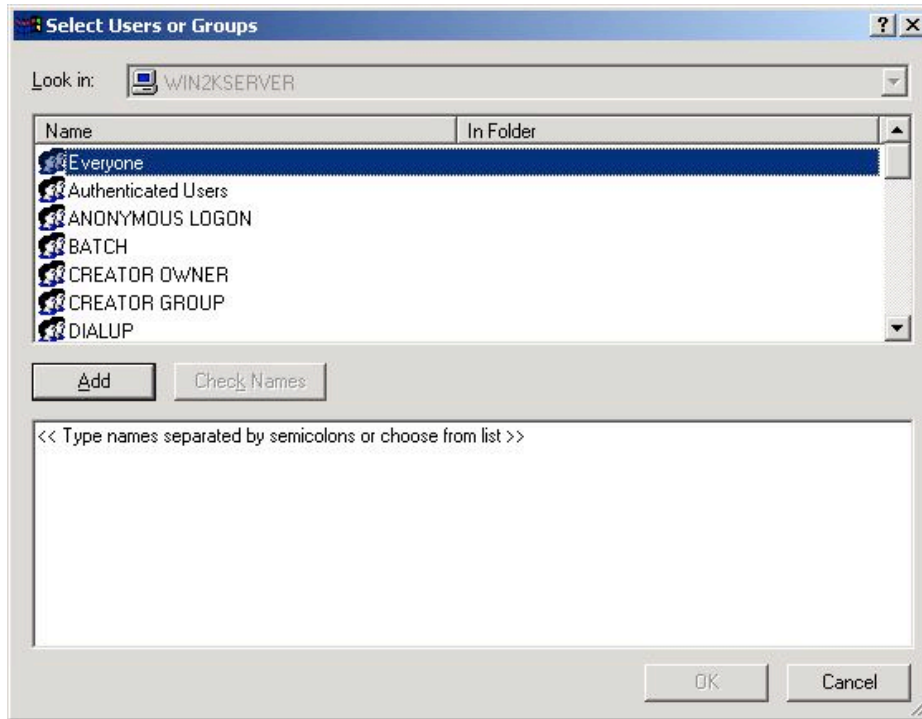 Select Users or Groups
Look in: WIN2KSERVER
Name In Folder
Everyone
Authenticated Users
ANONYMOUS LOGON
BATCH
CREATOR OWNER
CREATOR GROUP
DIALUP
Add Check Names
<< Type names separated by semicolons or choose from list >>
OK Cancel